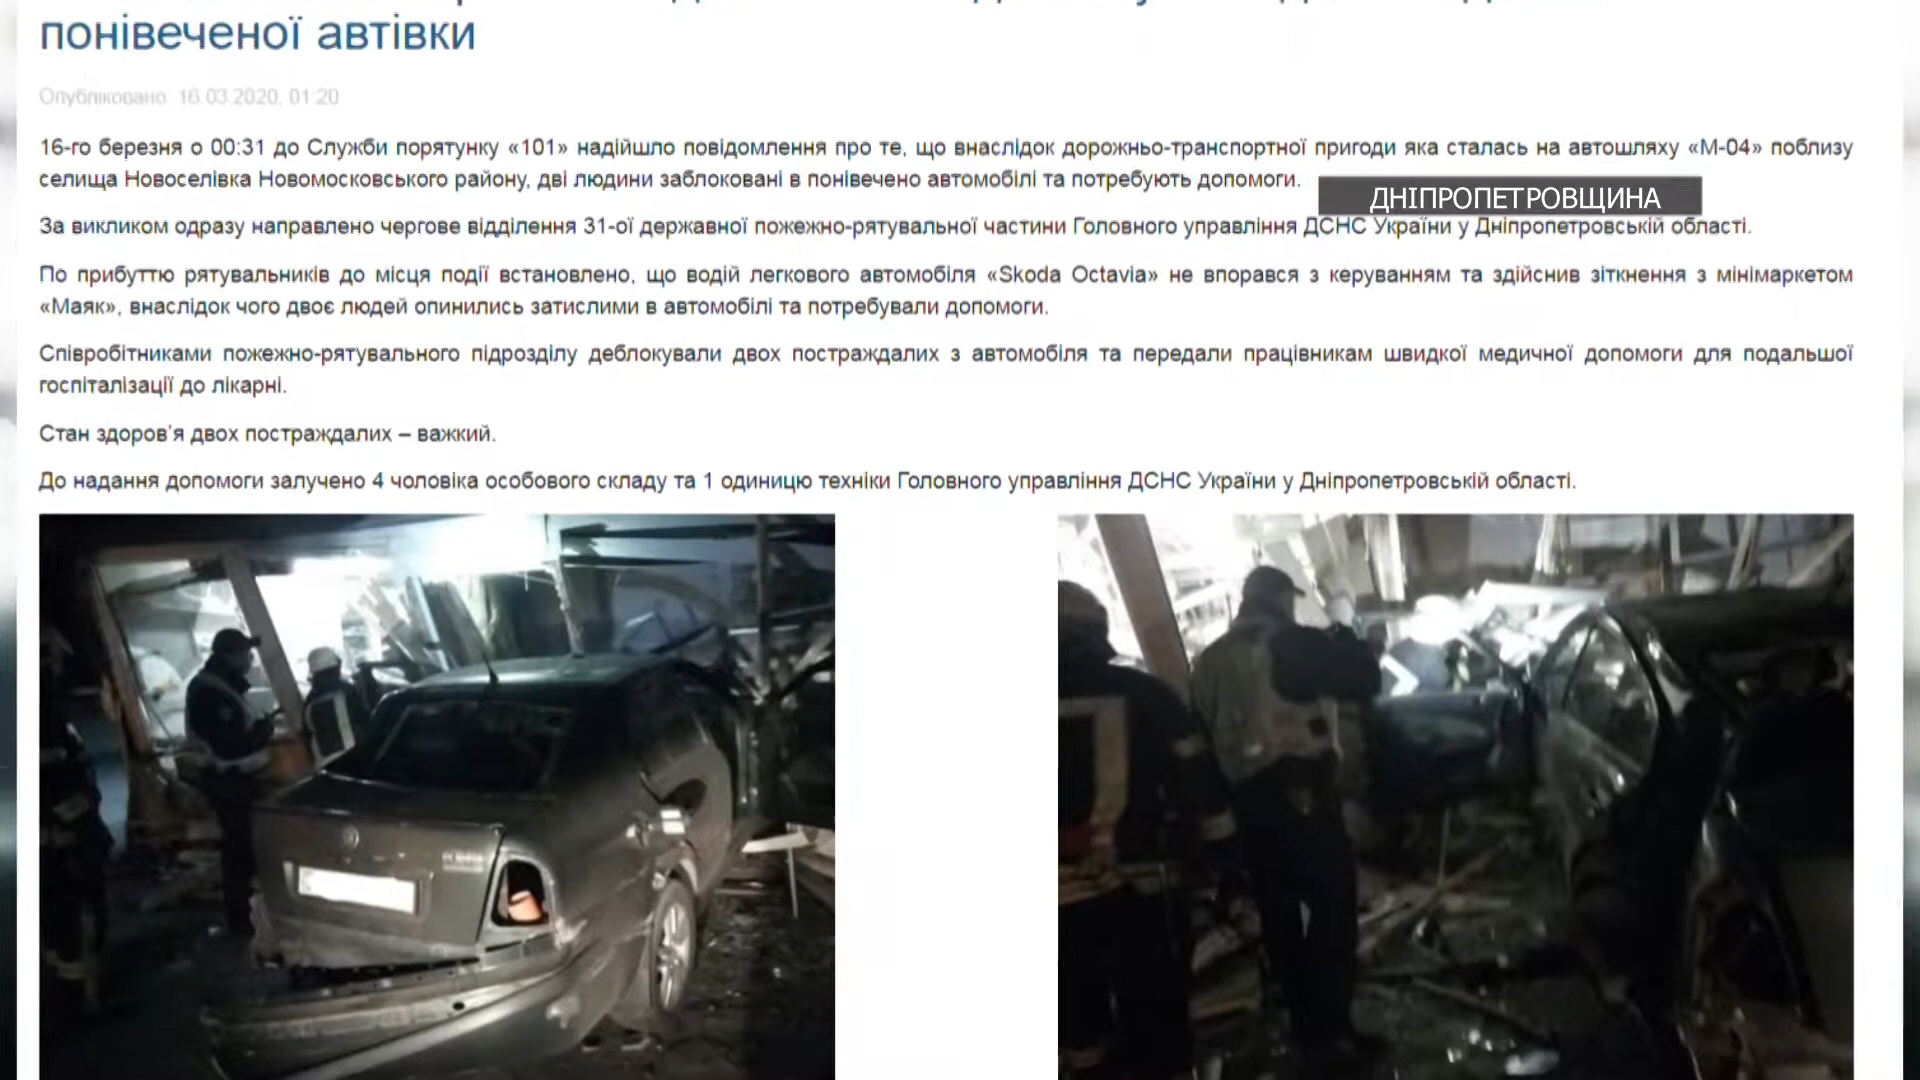 понівеченої автівки
Опубліковано: 16.03.2020, 01:20
16-го березня о 00:31 до Служби порятунку «101» надійшло повідомлення про те, що внаслідок дорожньо-транспортної пригоди яка сталась на автошляху «М-04» поблизу
селища Новоселівка Новомосковського району, дві людини заблоковані в понівечено автомобілі та потребують допомоги.
ДНІПРОПЕТРОВЩИНА
За викликом одразу направлено чергове відділення 31-ої державної пожежно-рятувальної частини Головного управління ДСНС України у Дніпропетровській області.
По прибуттю рятувальників до місця події встановлено, що водій легкового автомобіля «Skoda Octavia» не впорався з керуванням та здійснив зіткнення з мінімаркетом
«Маяк», внаслідок чого двоє людей опинились затислими в автомобілі та потребували допомоги.
Співробітниками пожежно-рятувального підрозділу деблокували двох постраждалих з автомобіля та передали працівникам швидкої медичної допомоги для подальшої
госпіталізації до лікарні.
Стан здоров’я двох постраждалих – важкий.
До надання допомоги залучено 4 чоловіка особового складу та 1 одиницю техніки Головного управління ДСНС України у Дніпропетровській області.